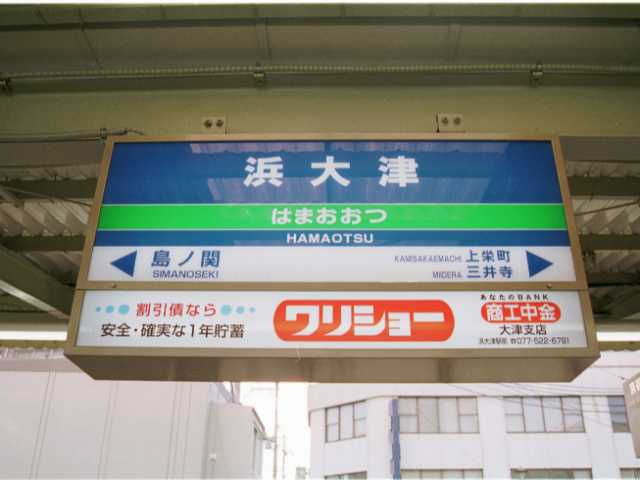 浜大津
はまおおつ
HAMAOTSU
島ノ関
SIMANOSEKI
KAMISAKAEMACHI 上栄町
MIIDERA 三井寺
割引債なら
安全・確実な1年貯蓄
ワリショー
あなたのBANK
商工中金
大津支店
浜大津駅前 ☎077-522-6791